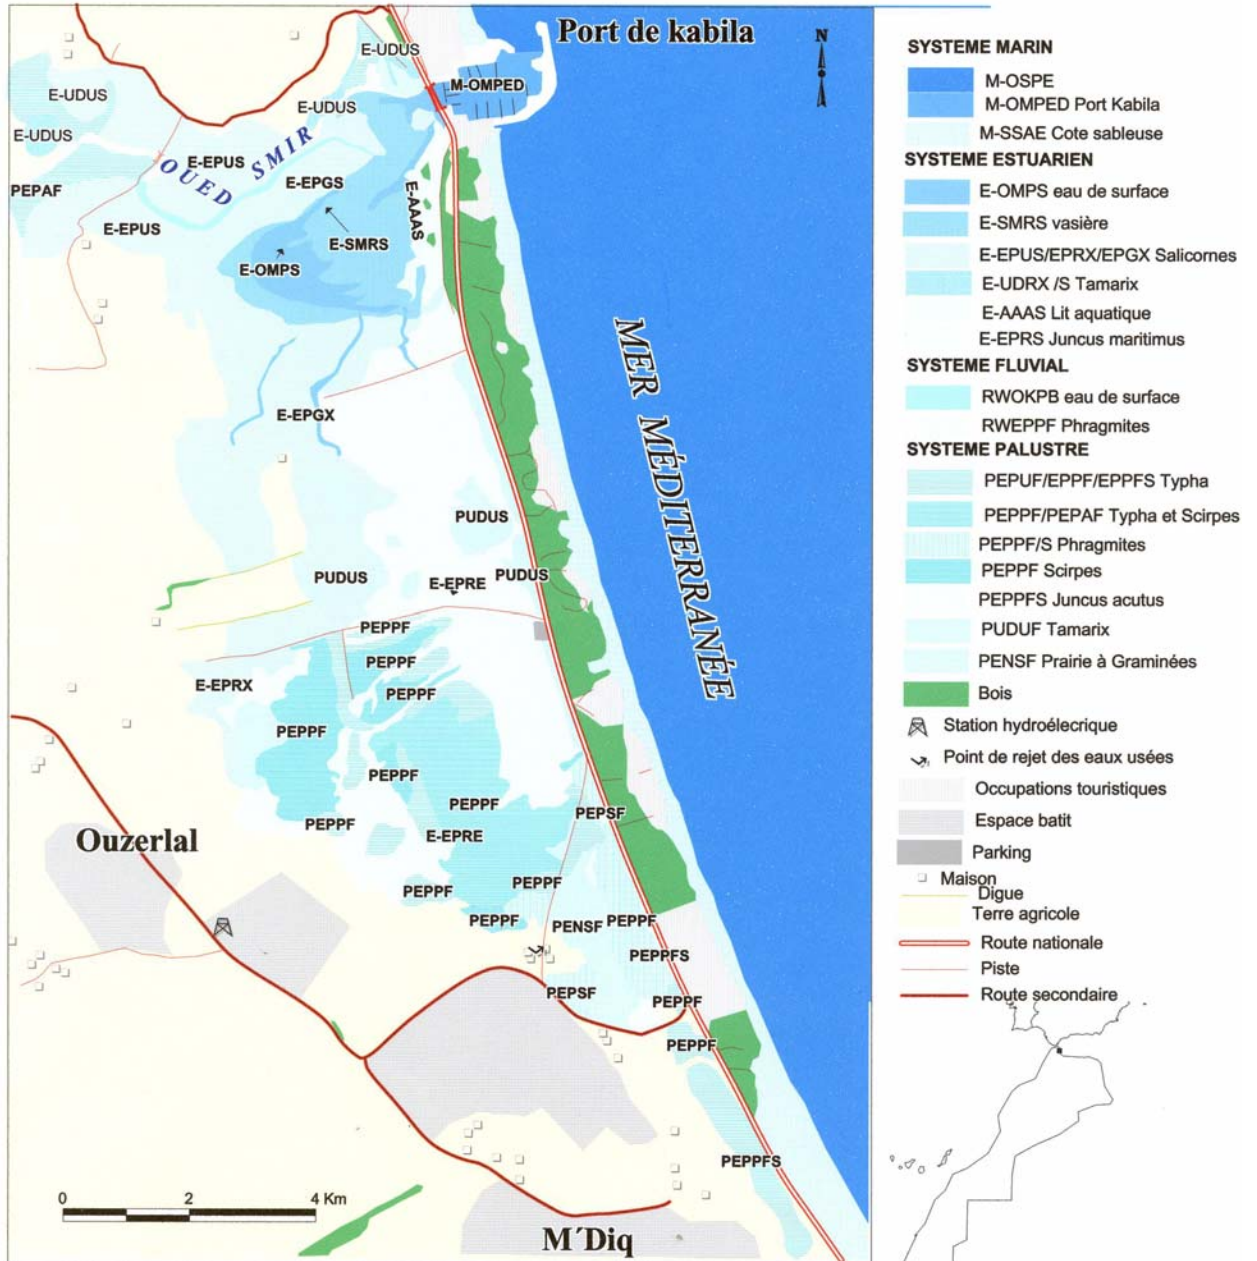 Port de kabila
N
E-UDUS
M-OMPED
E-UDUS
E-UDUS
E-UDUS
E-EPUS
OUED SMIR
PEPAF
E-EPGS
E-AAAS
E-EPUS
E-SMRS
E-OMPS
MER MÉDITERRANÉE
E-EPGX
PUDUS
PUDUS
E-EPRE
PUDUS
PEPPF
PEPPF
E-EPRX
PEPPF
PEPPF
PEPPF
PEPPF
PEPSF
PEPPF
E-EPRE
Ouzerlal
PEPPF
PEPPF
PEPPF
PENSF
PEPPF
PEPPFS
PEPSF
PEPPF
PEPPF
PEPPFS
0 2 4 Km
M´Diq
SYSTEME MARIN
M-OSPE
M-OMPED Port Kabila
M-SSAE Cote sableuse
SYSTEME ESTUARIEN
E-OMPS eau de surface
E-SMRS vasière
E-EPUS/EPRX/EPGX Salicornes
E-UDRX /S Tamarix
E-AAAS Lit aquatique
E-EPRS Juncus maritimus
SYSTEME FLUVIAL
RWOKPB eau de surface
RWEPPF Phragmites
SYSTEME PALUSTRE
PEPUF/EPPF/EPPFS Typha
PEPPF/PEPAF Typha et Scirpes
PEPPF/S Phragmites
PEPPF Scirpes
PEPPFS Juncus acutus
PUDUF Tamarix
PENSF Prairie à Graminées
Bois
Station hydroélecrique
Point de rejet des eaux usées
Occupations touristiques
Espace batit
Parking
Maison
Digue
Terre agricole
Route nationale
Piste
Route secondaire